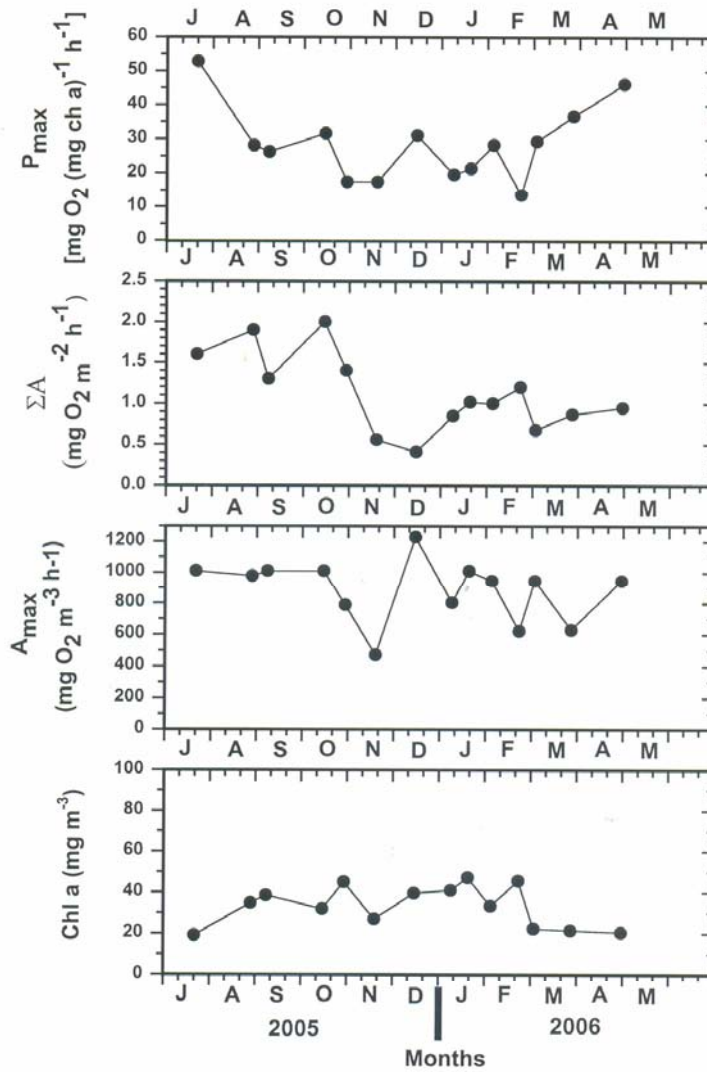 J A S O N D J F M A M
60
50
40
30
20
10
0
Pmax
[mg O2 (mg ch a)-1 h-1]
J A S O N D J F M A M
2.5
2.0
1.5
1.0
0.5
0.0
ΣA
(mg O2 m-2 h-1)
J A S O N D J F M A M
1200
1000
800
600
400
200
0
Amax
(mg O2 m-3 h-1)
J A S O N D J F M A M
100
80
60
40
20
0
Chl a (mg m-3)
J A S O N D J F M A M
2005 2006
Months